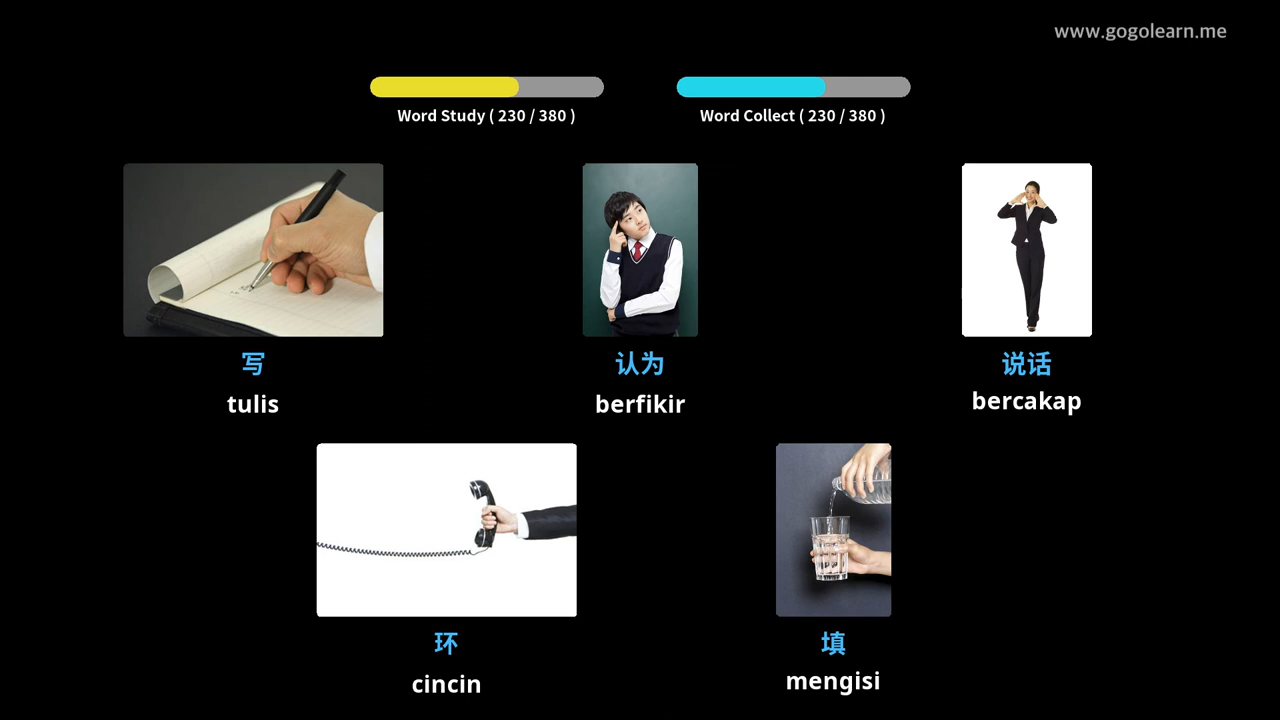 www.gogolearn.me
Word Study ( 230 / 380 )
Word Collect ( 230 / 380 )
写
tulis
认为
berfikir
说话
bercakap
环
cincin
填
mengisi